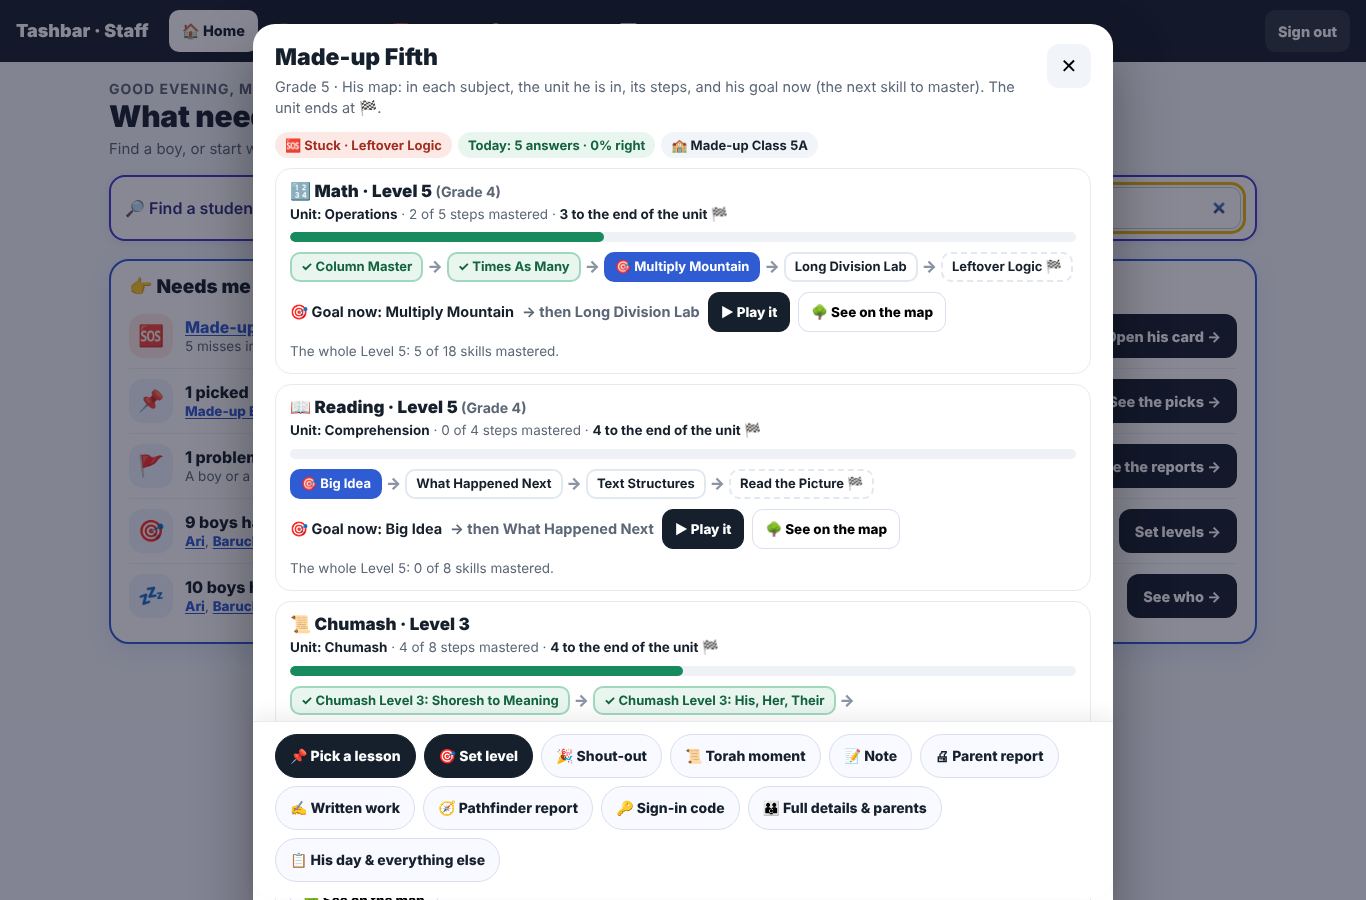 Tashbar · Staff
🏠 Home
Sign out
GOOD EVENING, M
What nee
Find a boy, or start w
🔎 Find a studen
✕
👉 Needs me
🆘 Made-up
5 misses in
Open his card →
📌 1 picked
Made-up
See the picks →
🚩 1 problem
A boy or a
e the reports →
🎯 9 boys h
Ari, Baruc
Set levels →
💤 10 boys h
Ari, Baruc
See who →
Made-up Fifth
✕
Grade 5 · His map: in each subject, the unit he is in, its steps, and his goal now (the next skill to master). The
unit ends at 🏁.
🆘 Stuck · Leftover Logic
Today: 5 answers · 0% right
🏫 Made-up Class 5A
🔢 Math · Level 5 (Grade 4)
Unit: Operations · 2 of 5 steps mastered · 3 to the end of the unit 🏁
✓ Column Master → ✓ Times As Many → 🎯 Multiply Mountain → Long Division Lab → Leftover Logic 🏁
🎯 Goal now: Multiply Mountain → then Long Division Lab ▶ Play it 🌳 See on the map
The whole Level 5: 5 of 18 skills mastered.
📖 Reading · Level 5 (Grade 4)
Unit: Comprehension · 0 of 4 steps mastered · 4 to the end of the unit 🏁
🎯 Big Idea → What Happened Next → Text Structures → Read the Picture 🏁
🎯 Goal now: Big Idea → then What Happened Next ▶ Play it 🌳 See on the map
The whole Level 5: 0 of 8 skills mastered.
📜 Chumash · Level 3
Unit: Chumash · 4 of 8 steps mastered · 4 to the end of the unit 🏁
✓ Chumash Level 3: Shoresh to Meaning → ✓ Chumash Level 3: His, Her, Their →
📌 Pick a lesson 🎯 Set level 🎉 Shout-out 📜 Torah moment 📝 Note 🖨 Parent report
✍ Written work 🧭 Pathfinder report 🔑 Sign-in code 👪 Full details & parents
📋 His day & everything else